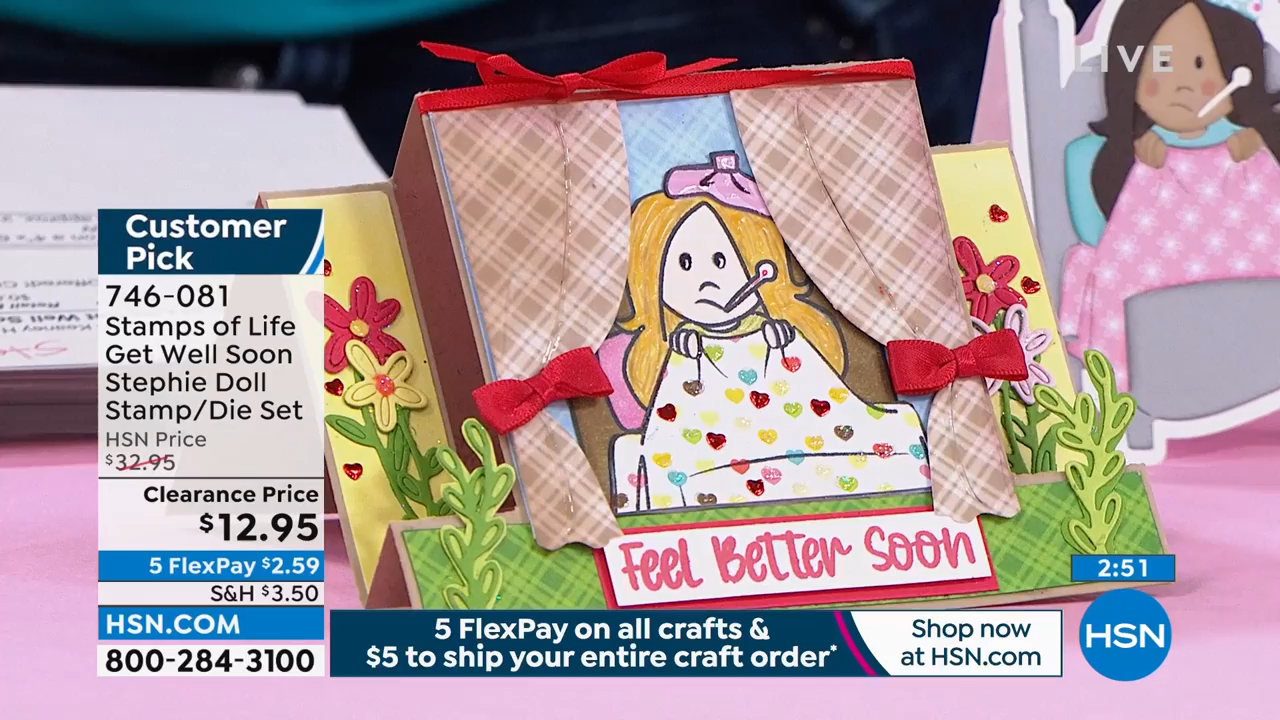 LIVE
Customer
Pick
746-081
Stamps of Life
Get Well Soon
Stephie Doll
Stamp/Die Set
HSN Price
$32.95
Clearance Price
$12.95
5 FlexPay $2.59
S&H $3.50
HSN.COM
800-284-3100
Feel Better Soon
2:51
5 FlexPay on all crafts &
$5 to ship your entire craft order*
Shop now
at HSN.com
HSN